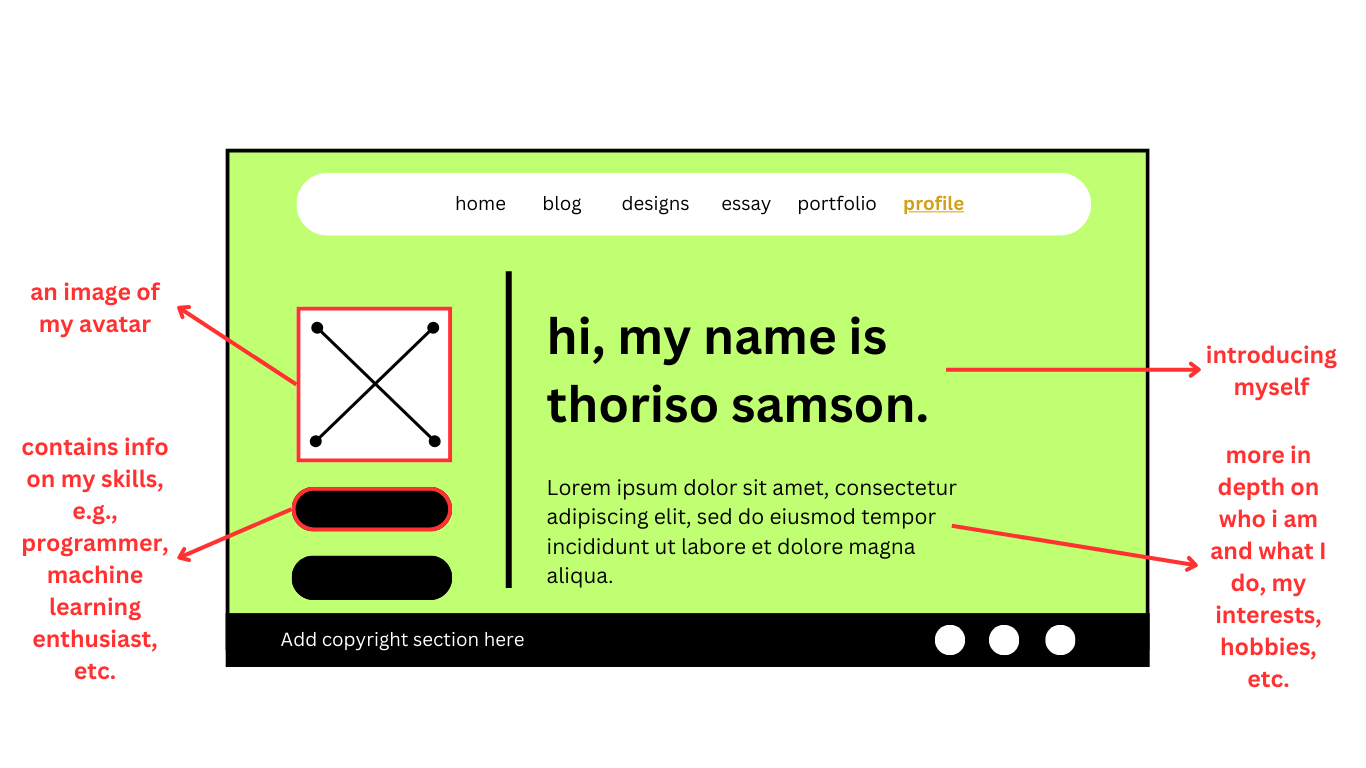 home blog designs essay portfolio profile
an image of
my avatar
hi, my name is
thoriso samson.
introducing
myself
contains info
on my skills,
e.g.,
programmer,
machine
learning
enthusiast,
etc.
Lorem ipsum dolor sit amet, consectetur
adipiscing elit, sed do eiusmod tempor
incididunt ut labore et dolore magna
aliqua.
more in
depth on
who i am
and what I
do, my
interests,
hobbies,
etc.
Add copyright section here